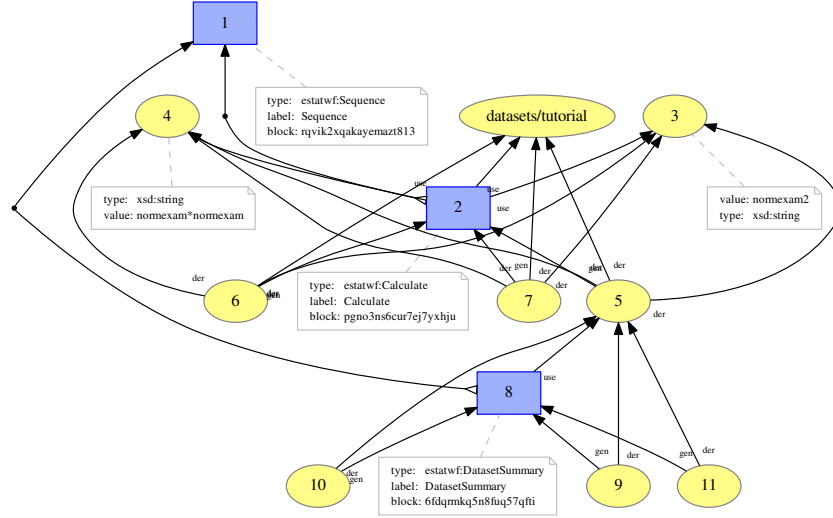 1
type: estatwf:Sequence
label: Sequence
block: rqvik2xqakayemazt813
4
datasets/tutorial
3
type: xsd:string
value: normexam*normexam
use
2
use
use
value: normexam2
type: xsd:string
der
6
gen
type: estatwf:Calculate
label: Calculate
block: pgno3ns6cur7ej7yxhju
der
gen
7
der
der
gen
5
der
der
8
use
10
der
gen
type: estatwf:DatasetSummary
label: DatasetSummary
block: 6fdqrmkq5n8fuq57qfti
gen
9
der
gen
11
der